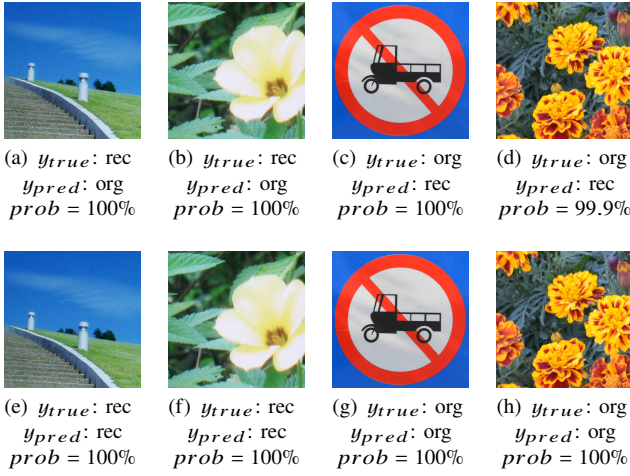 (a) y_true: rec
y_pred: org
prob = 100%
(b) y_true: rec
y_pred: org
prob = 100%
(c) y_true: org
y_pred: rec
prob = 100%
(d) y_true: org
y_pred: rec
prob = 99.9%
(e) y_true: rec
y_pred: rec
prob = 100%
(f) y_true: rec
y_pred: rec
prob = 100%
(g) y_true: org
y_pred: org
prob = 100%
(h) y_true: org
y_pred: org
prob = 100%